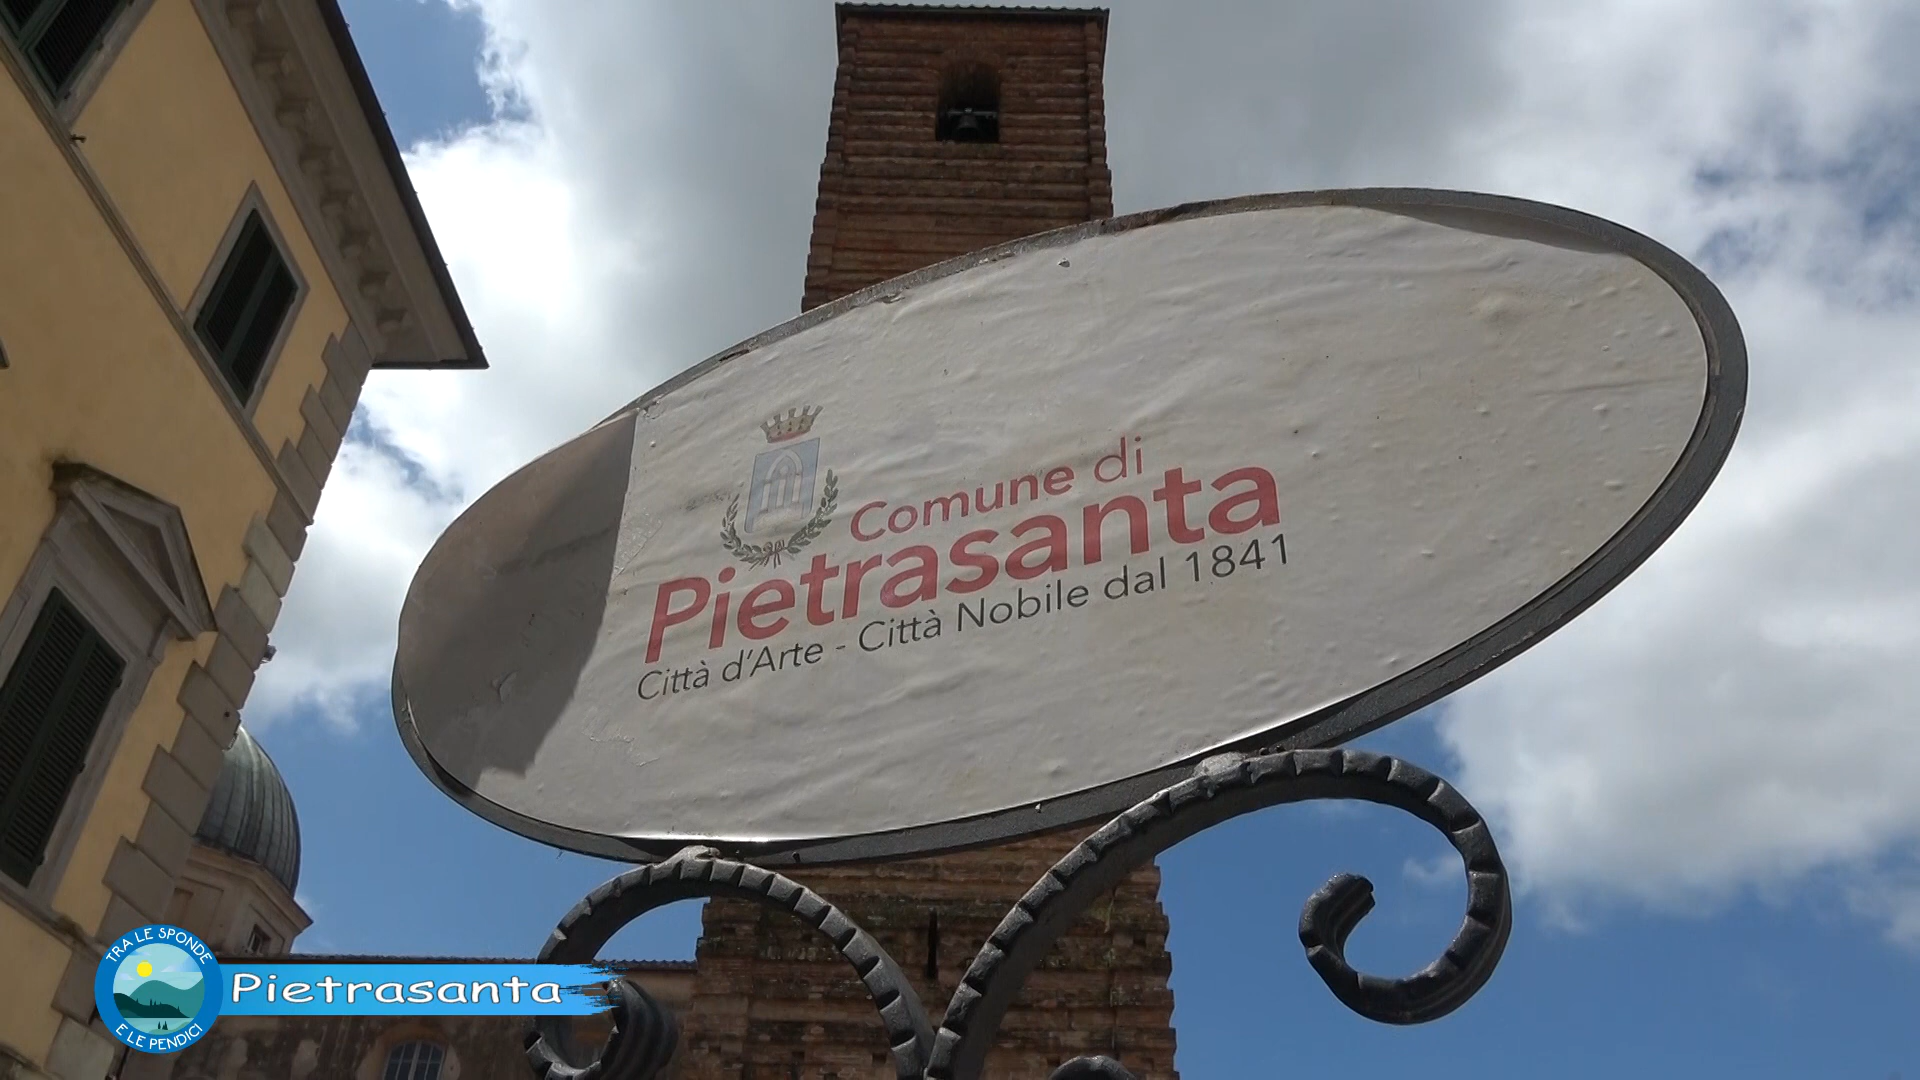 Comune di
Pietrasanta
Città d'Arte - Città Nobile dal 1841
TRA LE SPONDE
E LE PENDICI
Pietrasanta